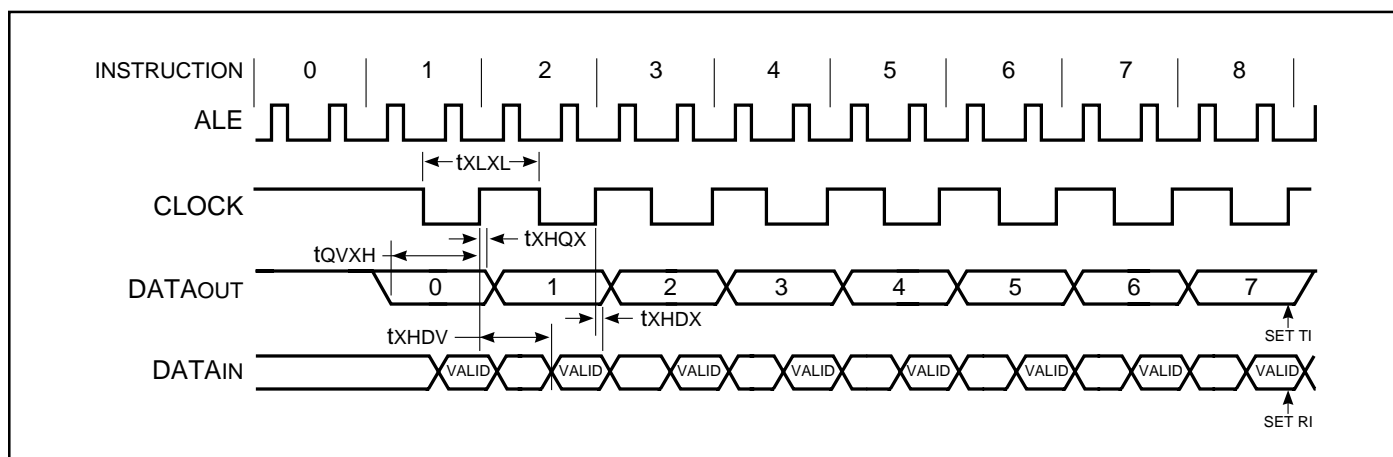 INSTRUCTION 0 1 2 3 4 5 6 7 8
ALE
tXLXL
CLOCK
tXHQX
tQVXH
DATAOUT 0 1 2 3 4 5 6 7
tXHDX
tXHDV
SET TI
DATAIN VALID VALID VALID VALID VALID VALID VALID VALID
SET RI